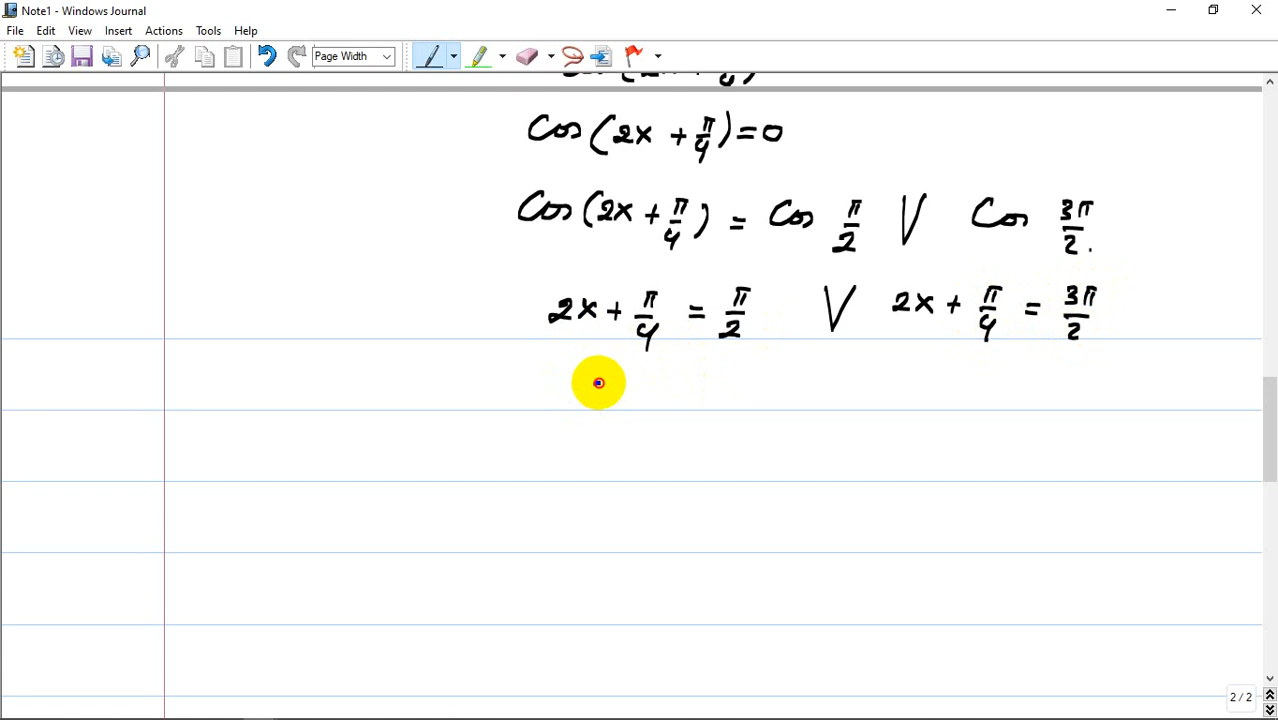 Note1 - Windows Journal
File Edit View Insert Actions Tools Help
Page Width
Cos(2x + π/4) = 0
Cos(2x + π/4) = Cos π/2 V Cos 3π/2.
2x + π/4 = π/2 V 2x + π/4 = 3π/2
2 / 2